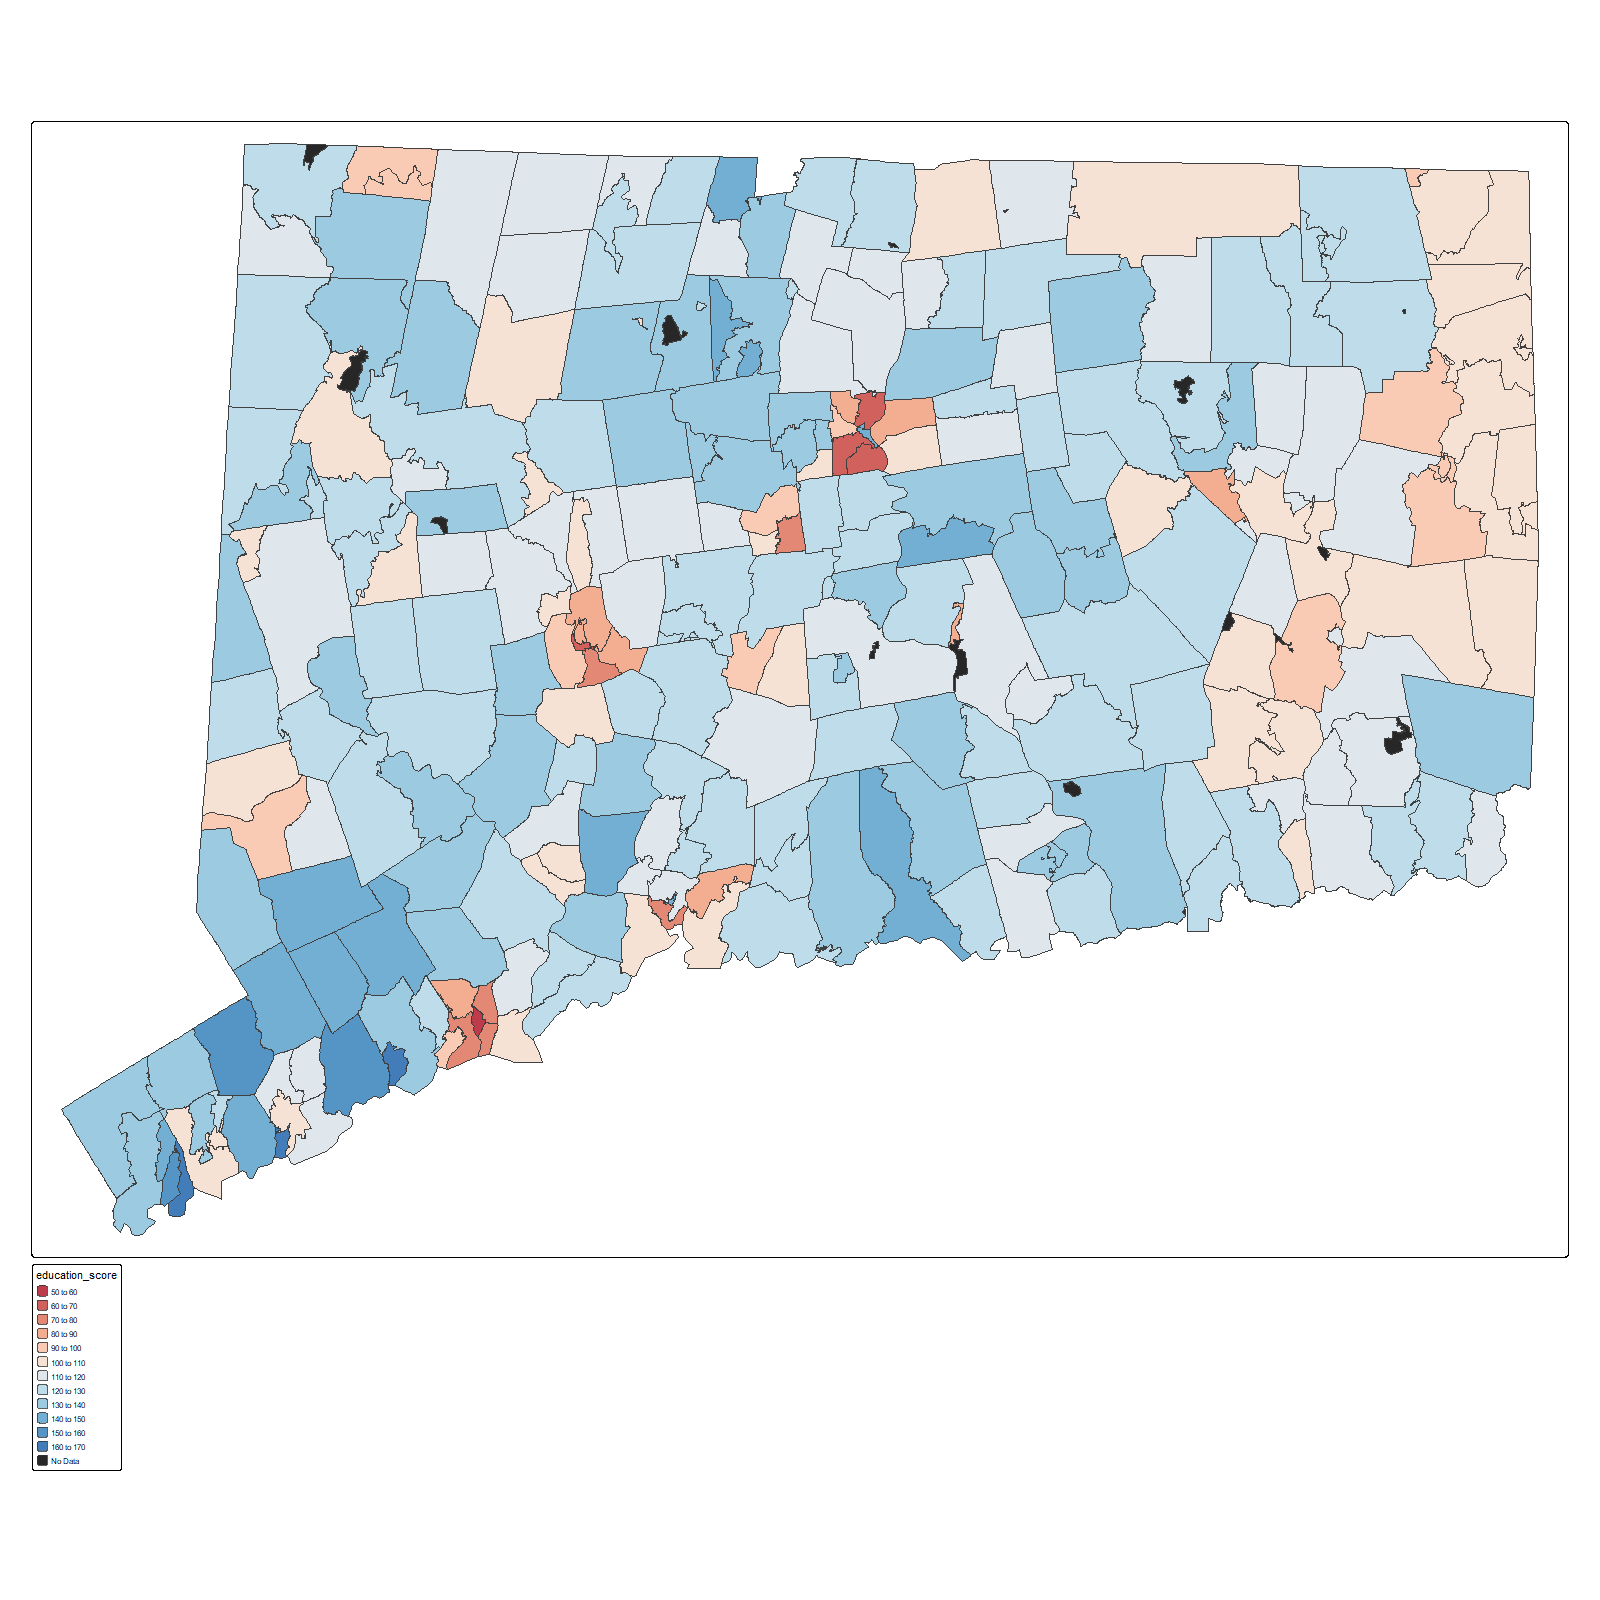 education_score
50 to 60
60 to 70
70 to 80
80 to 90
90 to 100
100 to 110
110 to 120
120 to 130
130 to 140
140 to 150
150 to 160
160 to 170
No Data